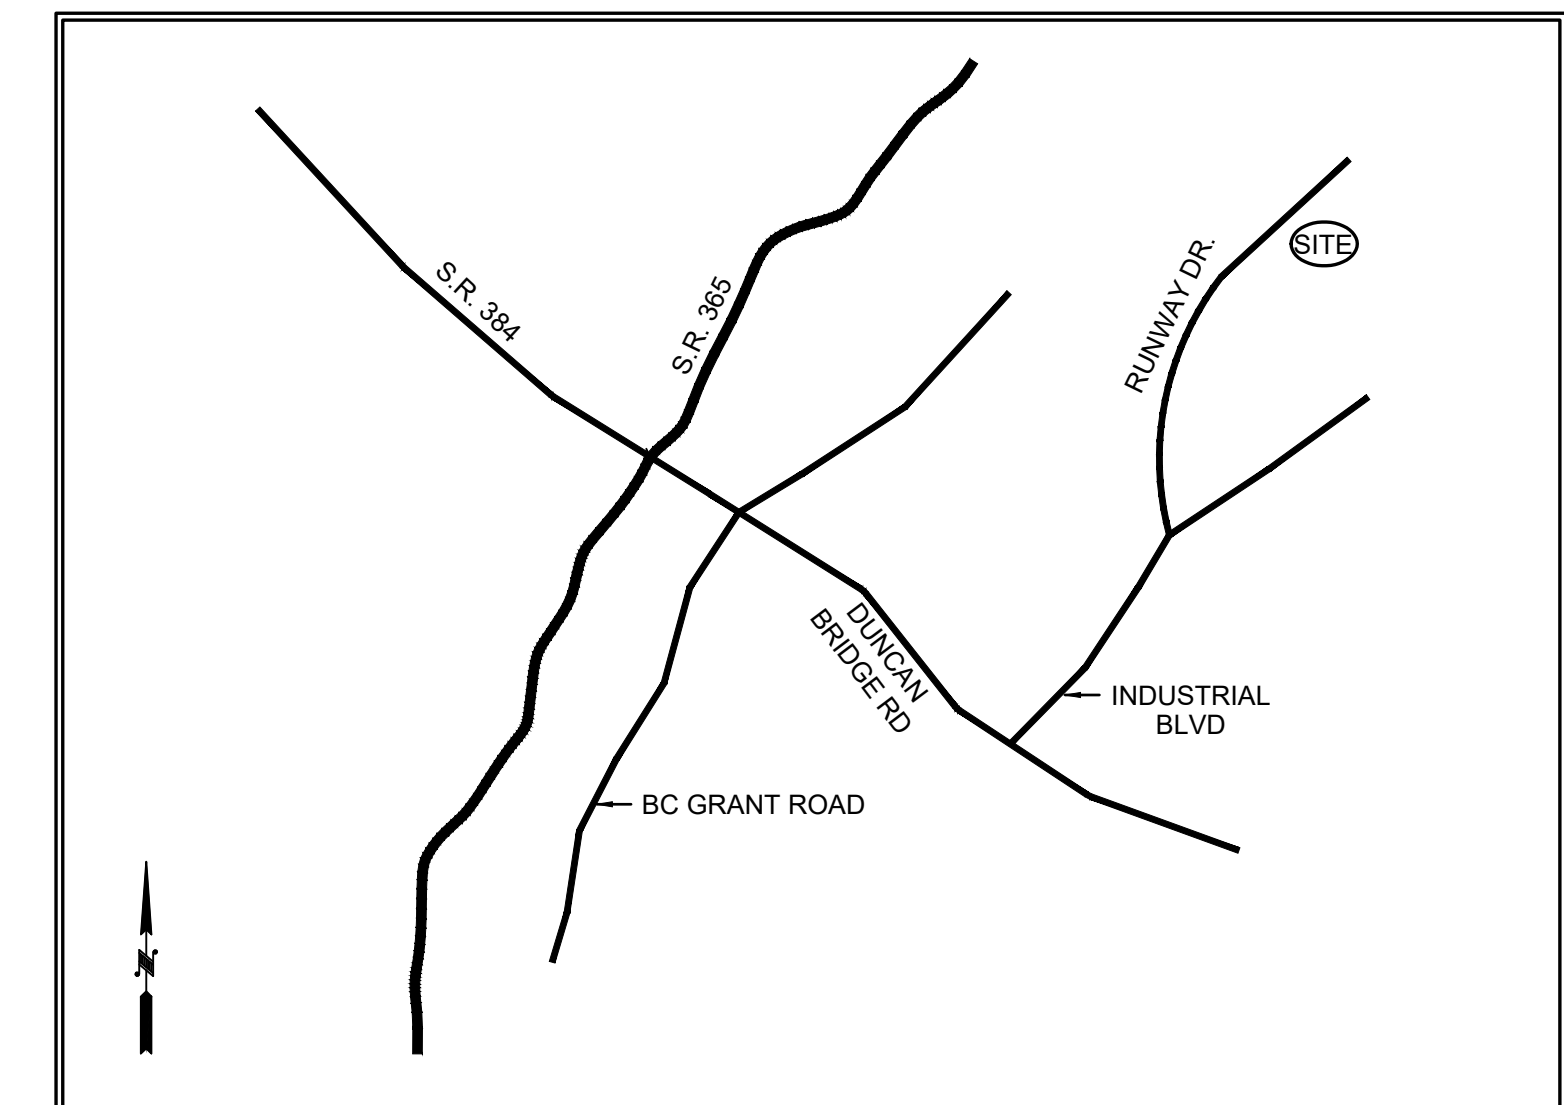 SITE
RUNWAY DR.
S.R. 384
S.R. 365
DUNCAN
BRIDGE RD
INDUSTRIAL
BLVD
BC GRANT ROAD
N